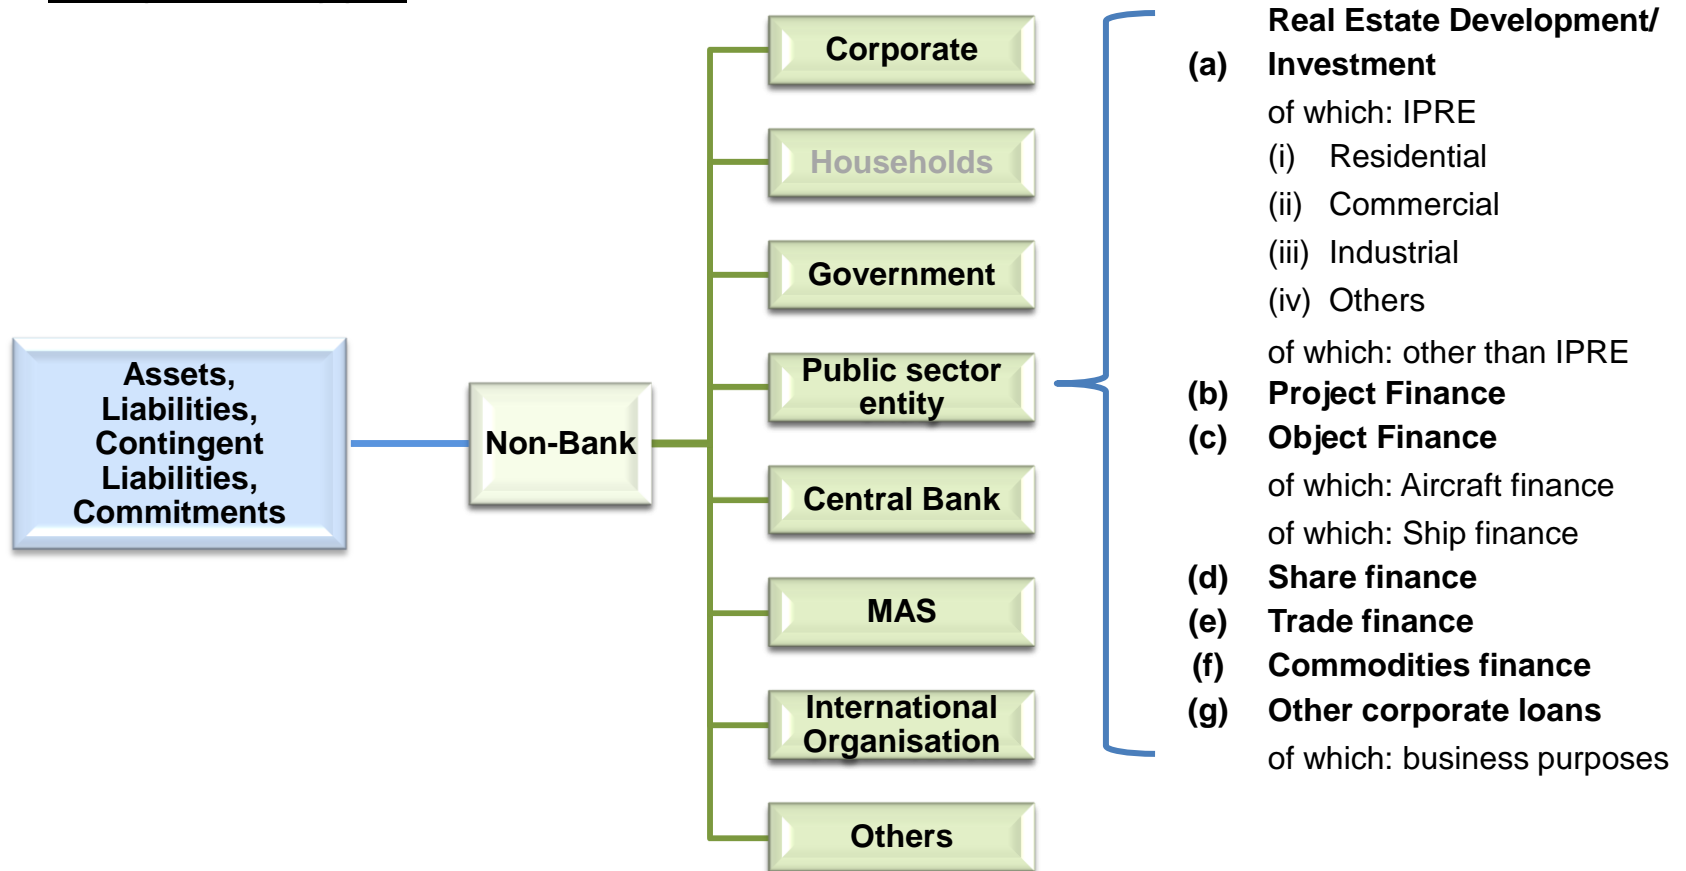 Assets,
Liabilities,
Contingent
Liabilities,
Commitments
Non-Bank
Corporate
Households
Government
Public sector
entity
Central Bank
MAS
International
Organisation
Others
Real Estate Development/
(a) Investment
of which: IPRE
(i) Residential
(ii) Commercial
(iii) Industrial
(iv) Others
of which: other than IPRE
(b) Project Finance
(c) Object Finance
of which: Aircraft finance
of which: Ship finance
(d) Share finance
(e) Trade finance
(f) Commodities finance
(g) Other corporate loans
of which: business purposes